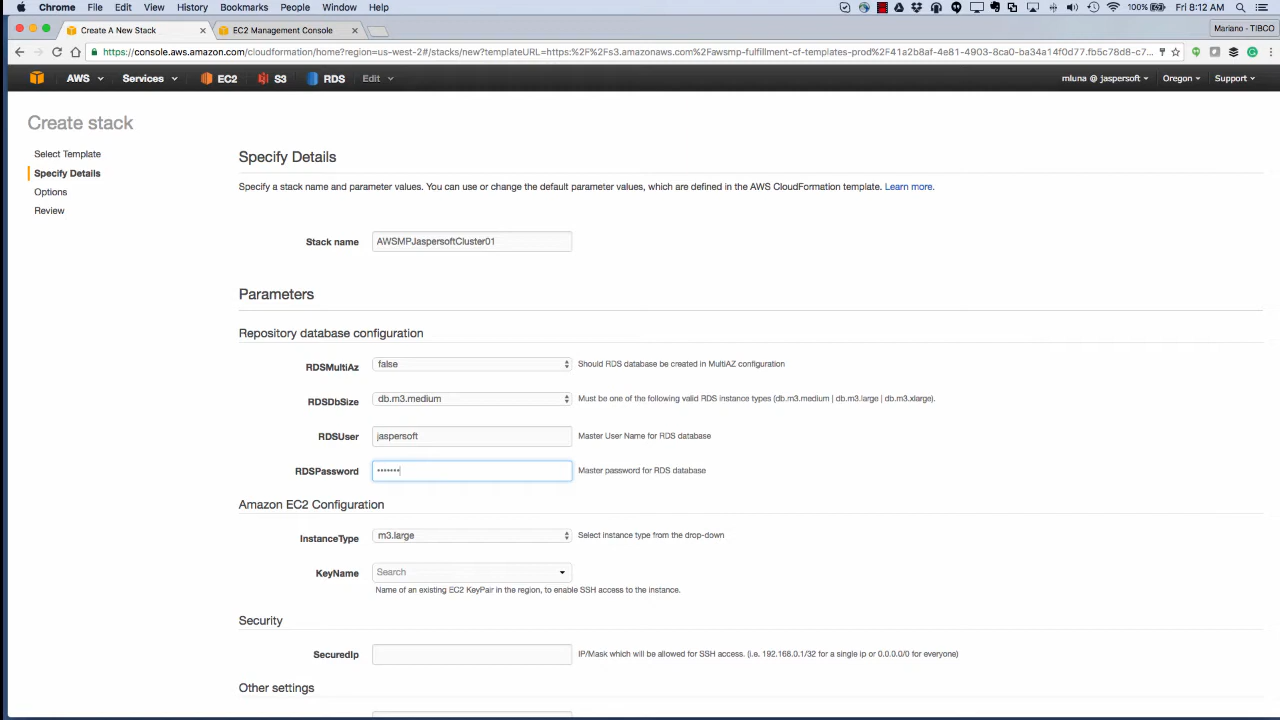 Chrome File Edit View History Bookmarks People Window Help 100% Fri 8:12 AM
Create A New Stack × EC2 Management Console × Mariano - TIBCO
https://console.aws.amazon.com/cloudformation/home?region=us-west-2#/stacks/new?templateURL=https:%2F%2Fs3.amazonaws.com%2Fawsmp-fulfillment-cf-templates-prod%2F41a2b8af-4e81-4903-8ca0-ba34a14f0d77.fb5c78d8-c7...
AWS Services EC2 S3 RDS Edit mluna @ jaspersoft Oregon Support
Create stack
Select Template
Specify Details
Options
Review
Specify Details
Specify a stack name and parameter values. You can use or change the default parameter values, which are defined in the AWS CloudFormation template. Learn more.
Stack name AWSMPJaspersoftCluster01
Parameters
Repository database configuration
RDSMultiAz false Should RDS database be created in MultiAZ configuration
RDSDbSize db.m3.medium Must be one of the following valid RDS instance types (db.m3.medium | db.m3.large | db.m3.xlarge).
RDSUser jaspersoft Master User Name for RDS database
RDSPassword ••••••• Master password for RDS database
Amazon EC2 Configuration
InstanceType m3.large Select instance type from the drop-down
KeyName Search
Name of an existing EC2 KeyPair in the region, to enable SSH access to the instance.
Security
SecuredIp IP/Mask which will be allowed for SSH access. (i.e. 192.168.0.1/32 for a single ip or 0.0.0.0/0 for everyone)
Other settings